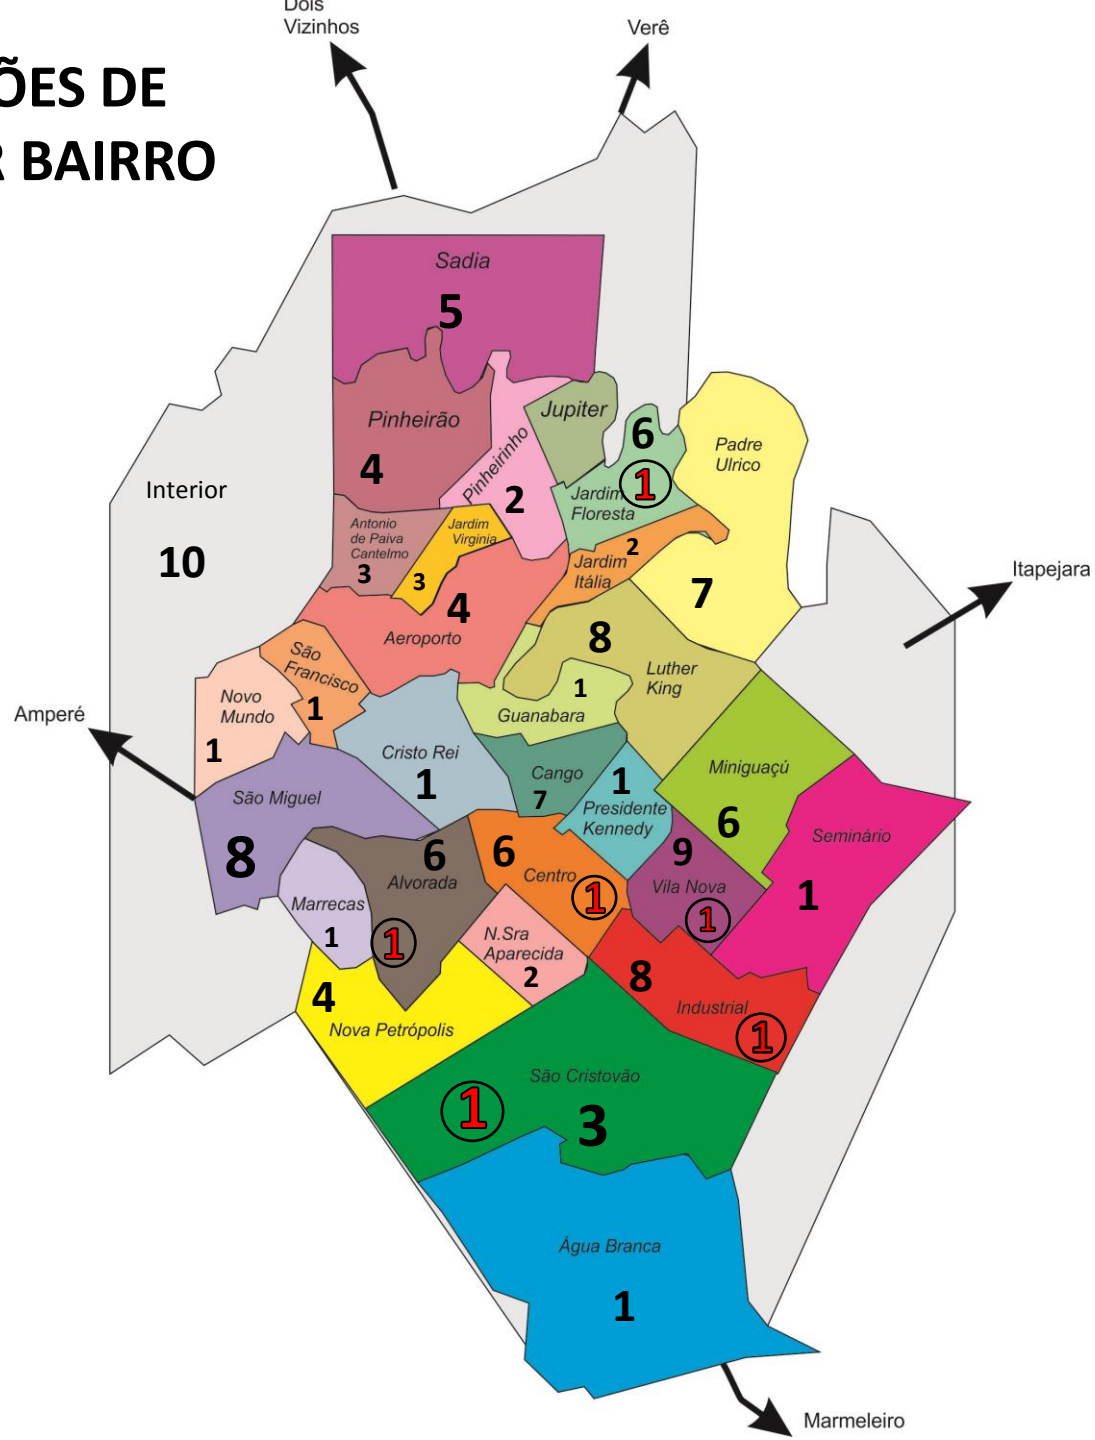 Dois
Vizinhos
Verê
ÕES DE
R BAIRRO
Sadia
5
Pinheirão
4
Pinheirinho
2
Jupiter
6
1
Jardim
Floresta
Padre
Ulrico
7
Interior
10
Antonio
de Paiva
Cantelmo
3
Jardim
Virginia
3
2
Jardim
Itália
Itapejara
4
Aeroporto
8
Luther
King
São
Francisco
1
Novo
Mundo
1
1
Guanabara
Amperé
Cristo Rei
1
Cango
7
1
Presidente
Kennedy
Miniguaçú
6
São Miguel
8
Seminário
1
6
Alvorada
1
6
Centro
1
9
Vila Nova
1
Marrecas
1
N.Sra
Aparecida
2
8
Industrial
1
4
Nova Petrópolis
São Cristovão
1
3
Água Branca
1
Marmeleiro